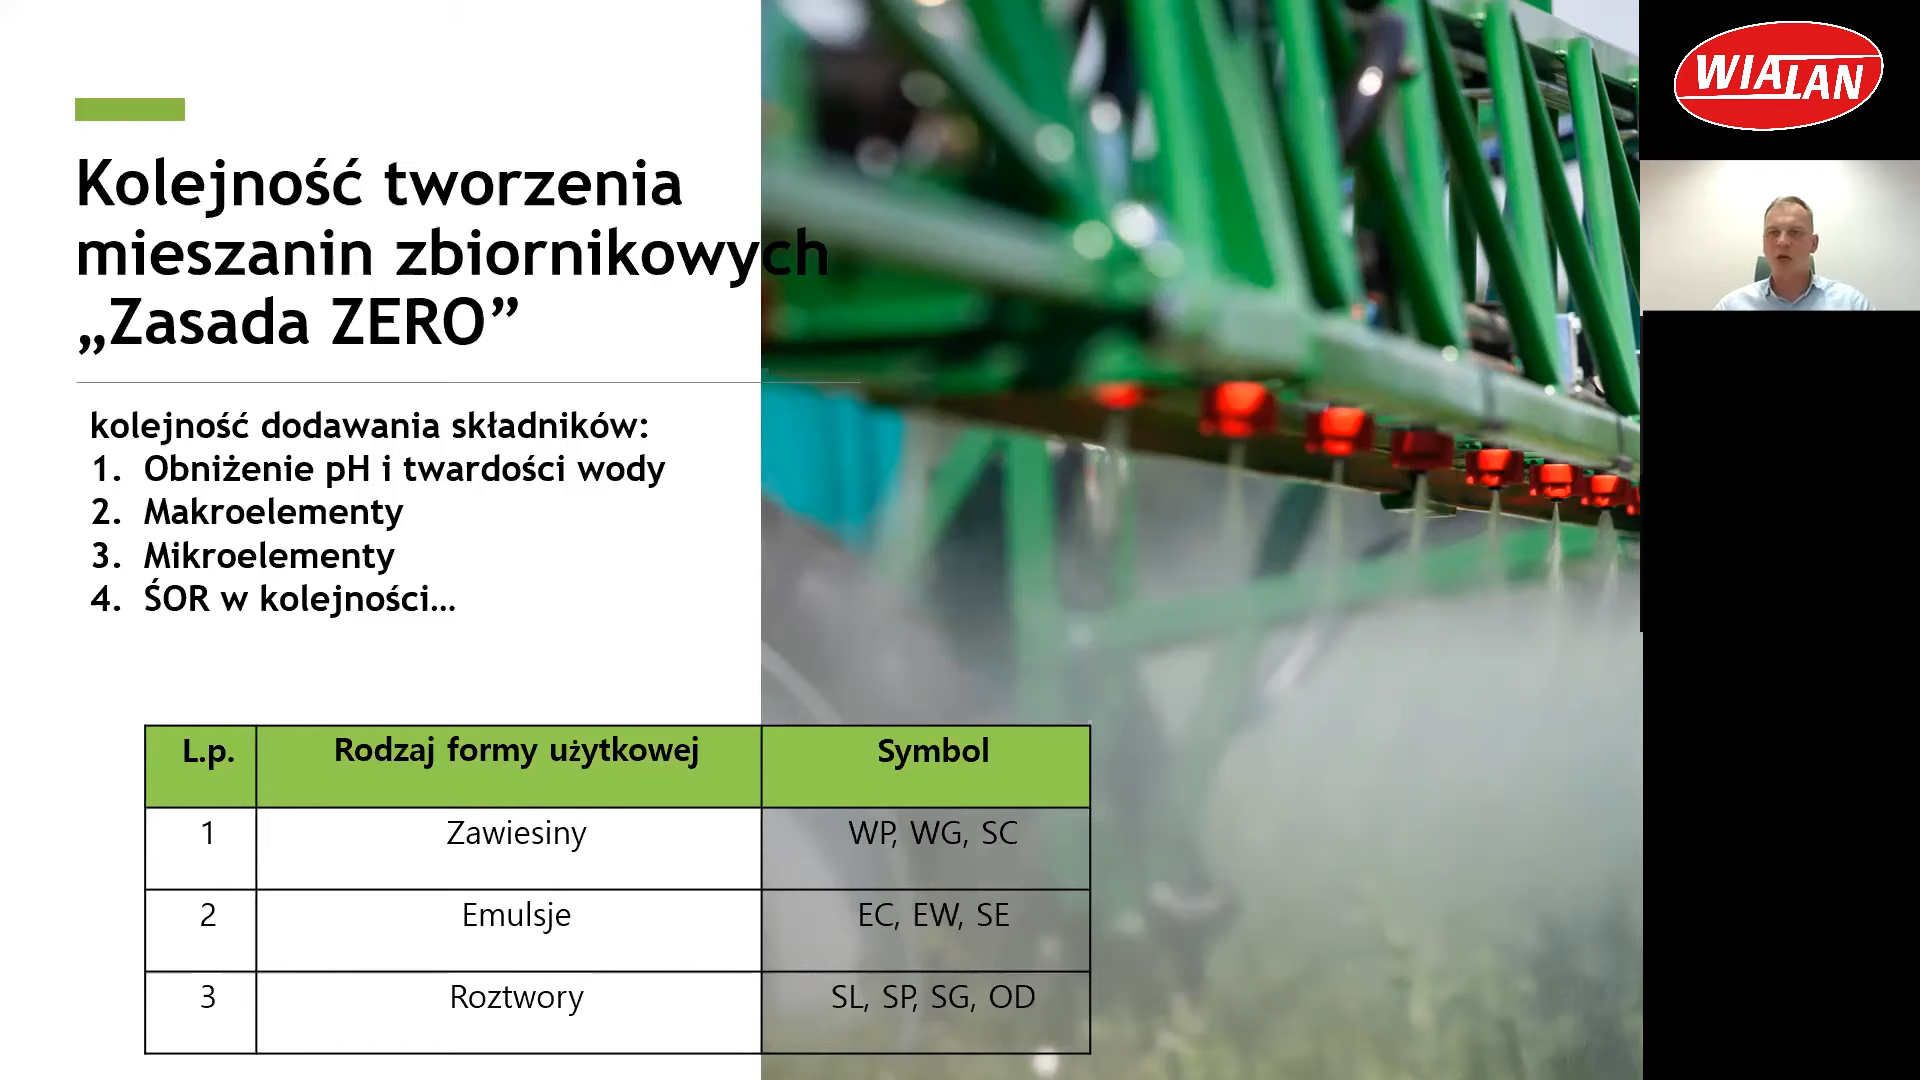 Kolejność tworzenia
mieszanin zbiornikowych
„Zasada ZERO”
kolejność dodawania składników:
1. Obniżenie pH i twardości wody
2. Makroelementy
3. Mikroelementy
4. ŚOR w kolejności...
L.p. Rodzaj formy użytkowej Symbol
1 Zawiesiny WP, WG, SC
2 Emulsje EC, EW, SE
3 Roztwory SL, SP, SG, OD
WIALAN